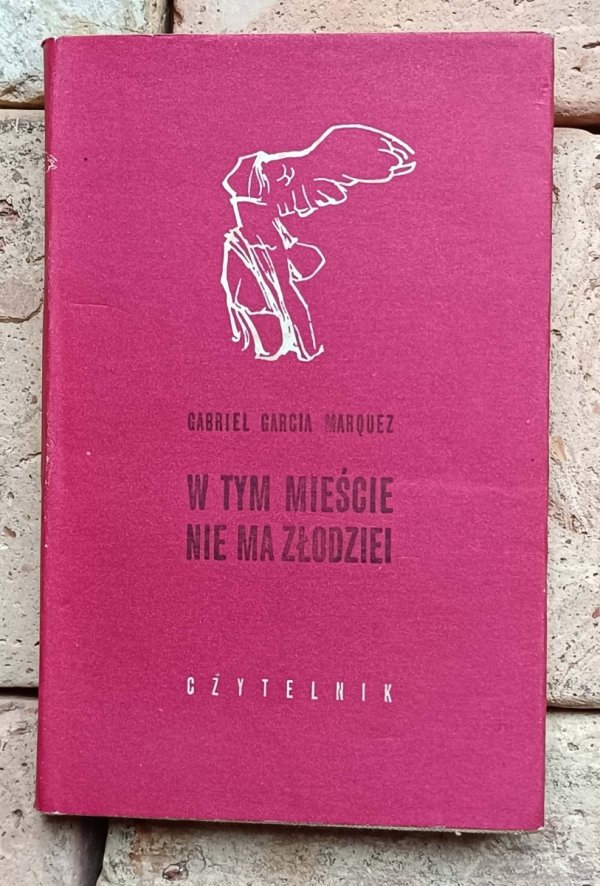 GABRIEL GARCIA MARQUEZ
W TYM MIEŚCIE
NIE MA ZŁODZIEI
CZYTELNIK